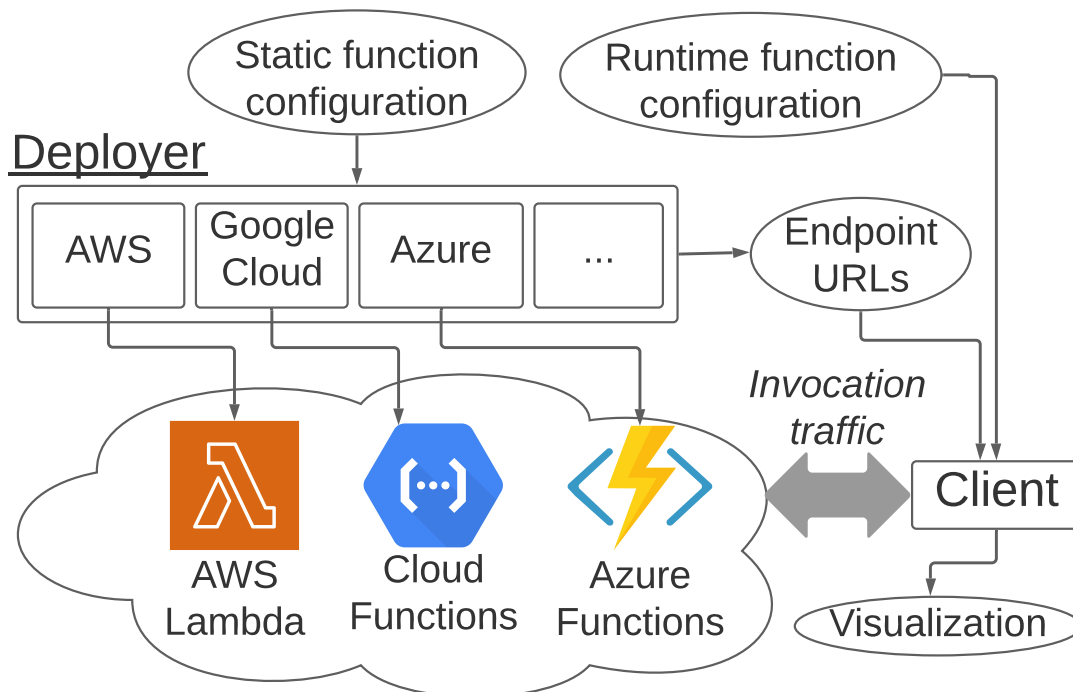 Static function
configuration
Runtime function
configuration
Deployer
AWS
Google
Cloud
Azure
...
Endpoint
URLs
Invocation
traffic
Client
AWS
Lambda
Cloud
Functions
Azure
Functions
Visualization